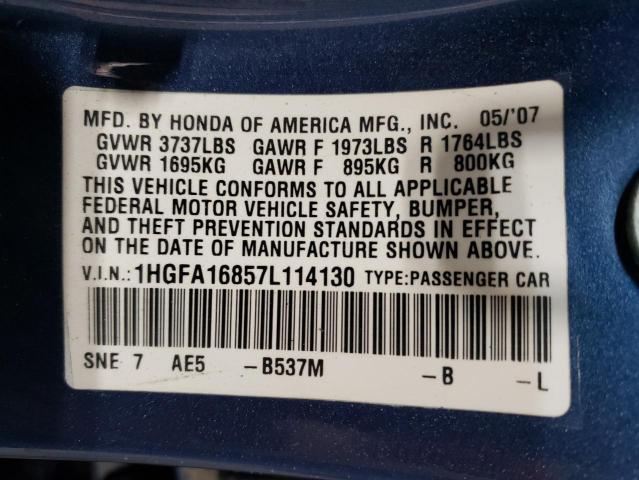 MFD. BY HONDA OF AMERICA MFG., INC. 05/'07
GVWR 3737LBS GAWR F 1973LBS R 1764LBS
GVWR 1695KG GAWR F 895KG R 800KG
THIS VEHICLE CONFORMS TO ALL APPLICABLE
FEDERAL MOTOR VEHICLE SAFETY, BUMPER,
AND THEFT PREVENTION STANDARDS IN EFFECT
ON THE DATE OF MANUFACTURE SHOWN ABOVE.
V.I.N.: 1HGFA16857L114130 TYPE:PASSENGER CAR
SNE 7 AE5 -B537M -B -L